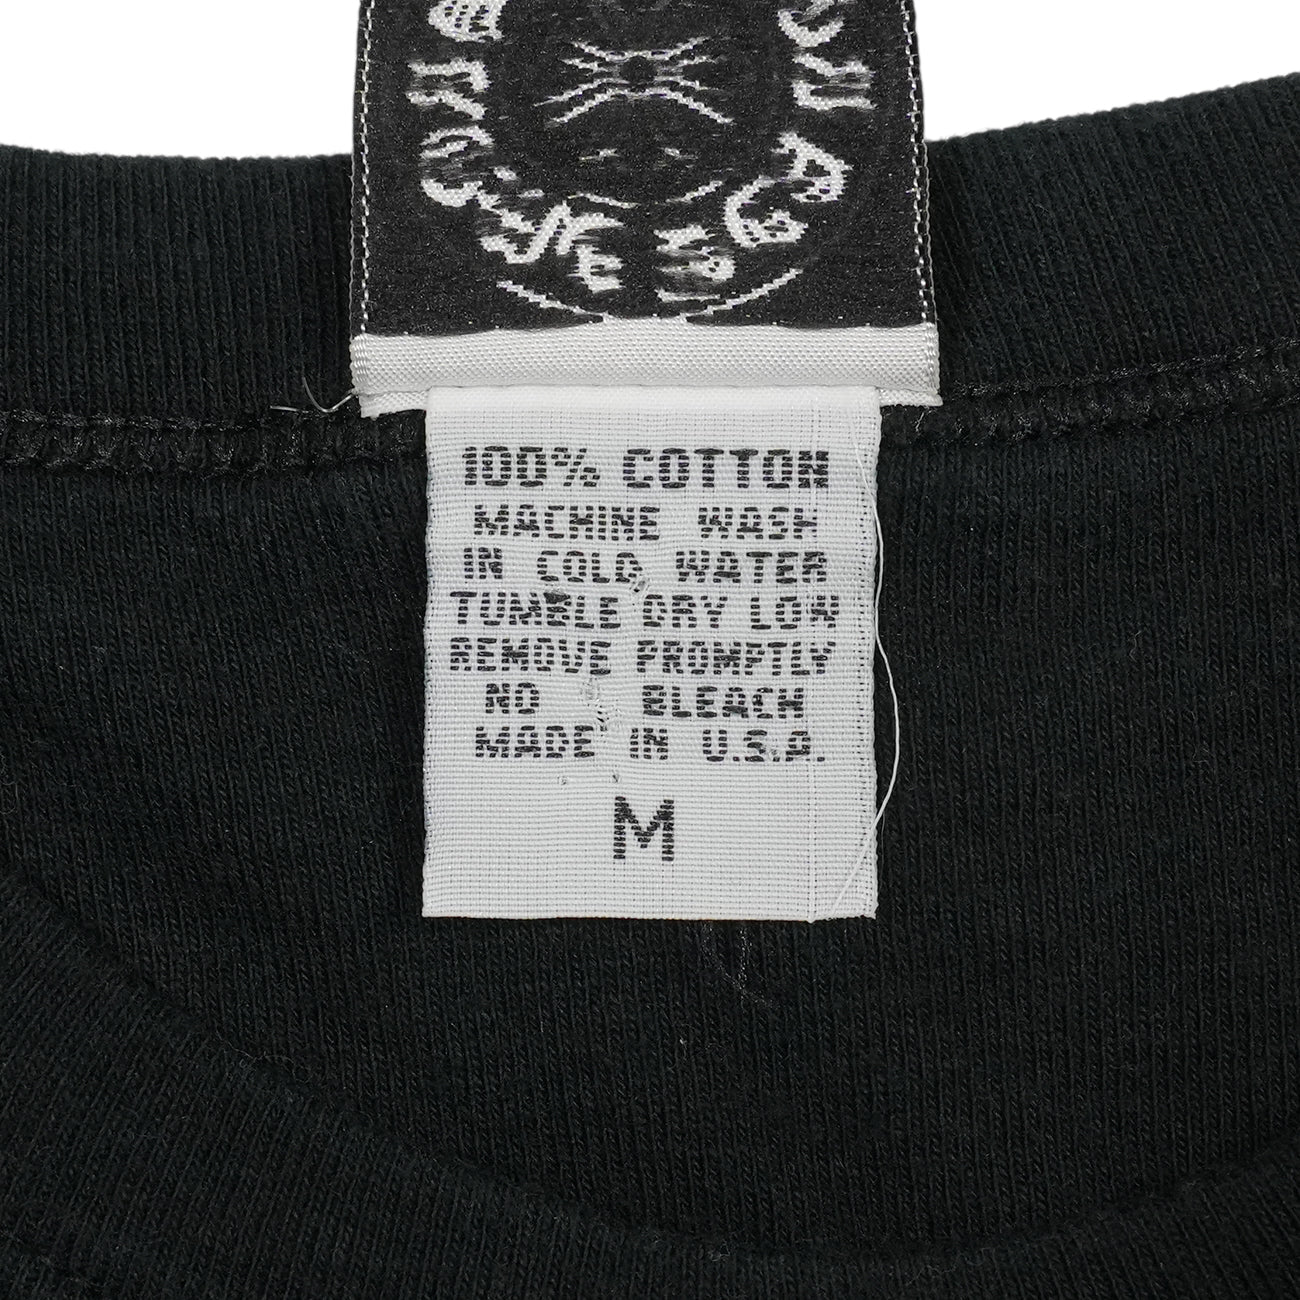 100% COTTON
MACHINE WASH
IN COLD WATER
TUMBLE DRY LOW
REMOVE PROMPTLY
NO BLEACH
MADE IN U.S.A.
M